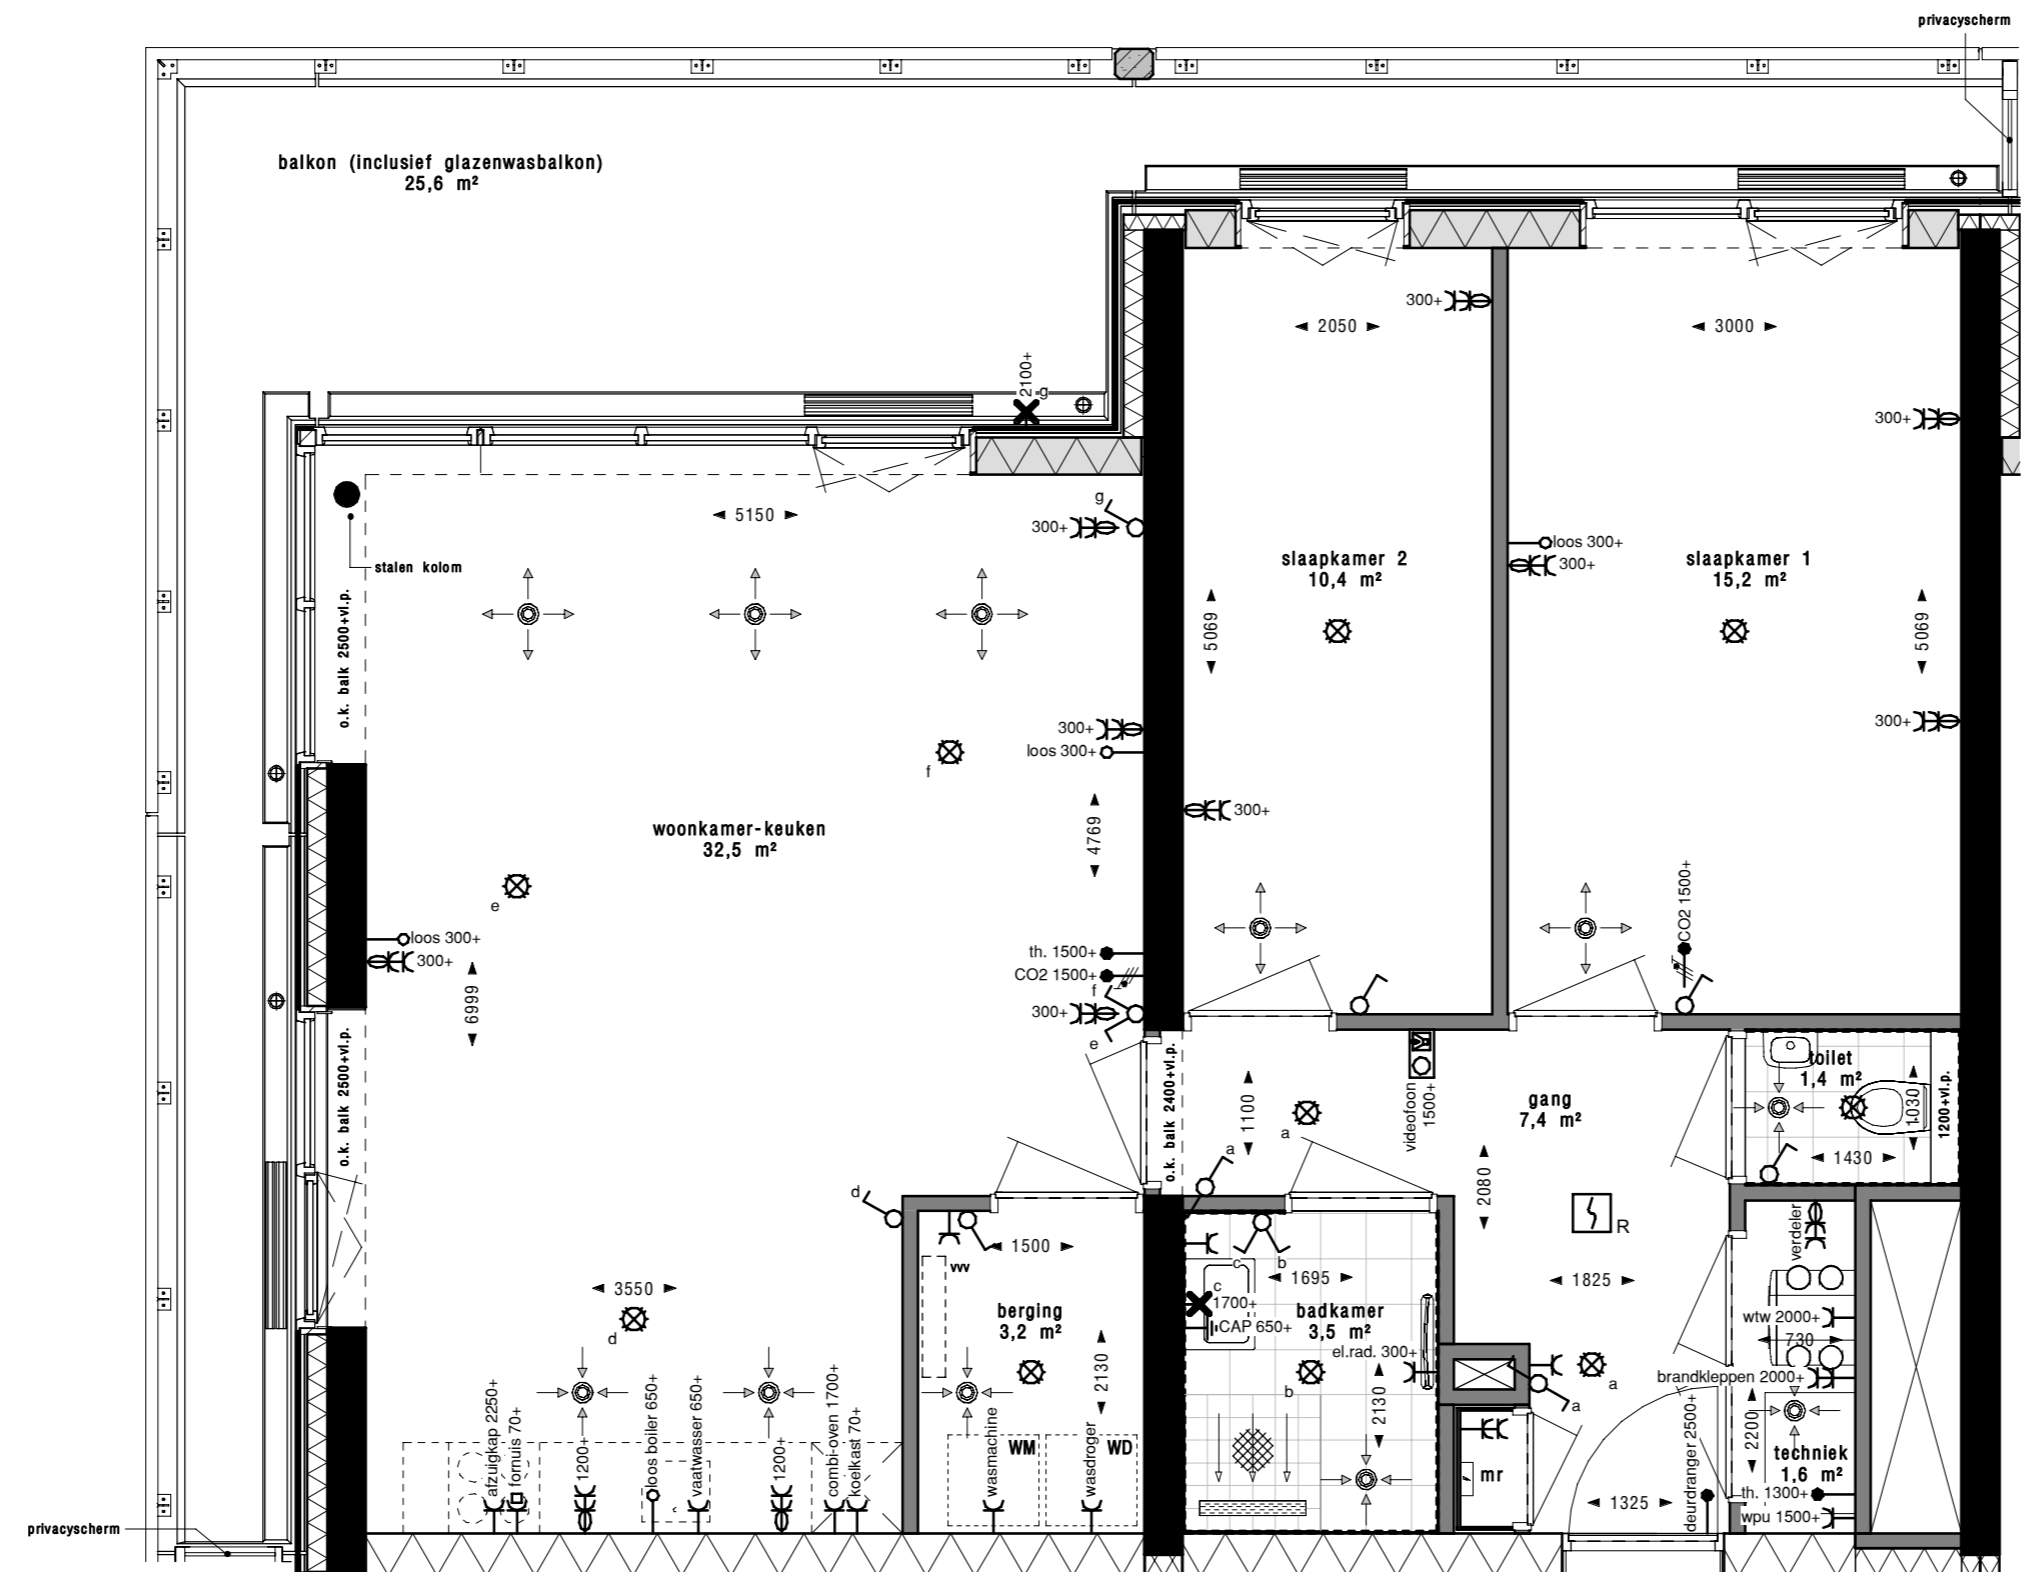 privacyscherm
balkon (inclusief glazenwasbalkon)
25,6 m²
2100+
g
300+
2050
3000
300+
5150
g
300+
stalen kolom
o.k. balk 2500+vl.p.
slaapkamer 2
10,4 m²
loos 300+
300+
slaapkamer 1
15,2 m²
5069
5069
300+
loos 300+
f
300+
woonkamer-keuken
32,5 m²
4769
300+
e
loos 300+
300+
6999
th. 1500+
CO2 1500+
f
300+
e
CO2 1500+
o.k. balk 2500+vl.p.
o.k. balk 2400+vl.p.
1100
a
a
videofoon
1500+
gang
7,4 m²
toilet
1,4 m²
1030
1200+vl.p.
1430
2080
d
R
verdeler
1500
vvv
c
b
1695
1825
3550
d
berging
3,2 m²
c
1700+
CAP 650+
badkamer
3,5 m²
el.rad. 300+
b
2130
2130
wtw 2000+
730
brandkleppen 2000+
a
a
afzuigkap 2250+
fornuis 70+
1200+
loos boiler 650+
vaatwasser 650+
1200+
combi-oven 1700+
koelkast 70+
wasmachine
WM
wasdroger
WD
mr
1325
deurdranger 2500+
2200
techniek
1,6 m²
th. 1300+
wpu 1500+
privacyscherm